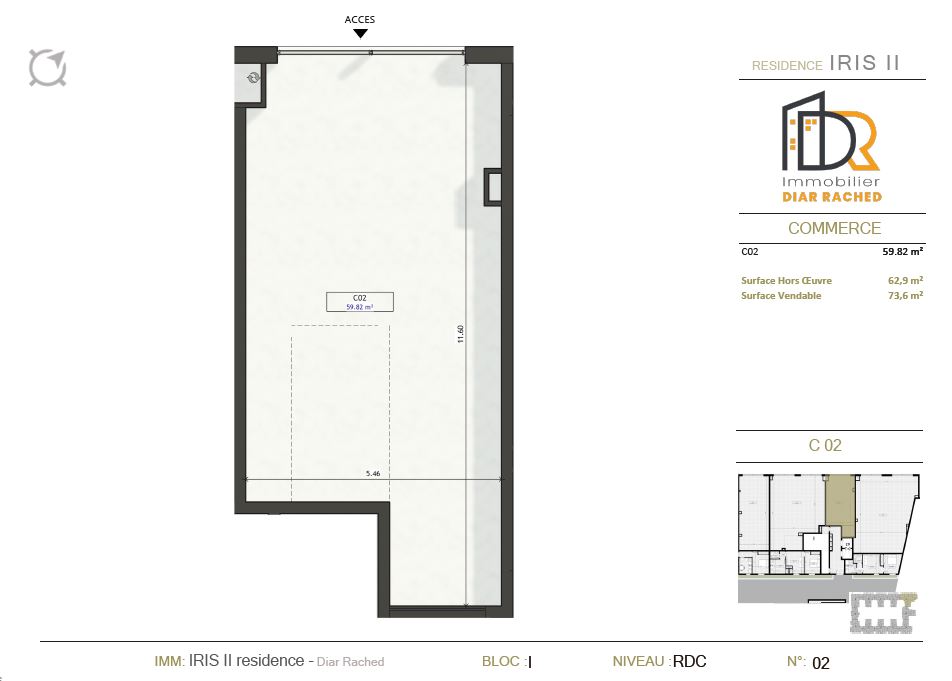 ACCES
RESIDENCE IRIS II
DR
Immobilier
DIAR RACHED
COMMERCE
C02 59.82 m²
Surface Hors Œuvre 62,9 m²
Surface Vendable 73,6 m²
C02
59.82 m²
11.60
5.46
C 02
IMM: IRIS II residence - Diar Rached BLOC :I NIVEAU :RDC N°: 02